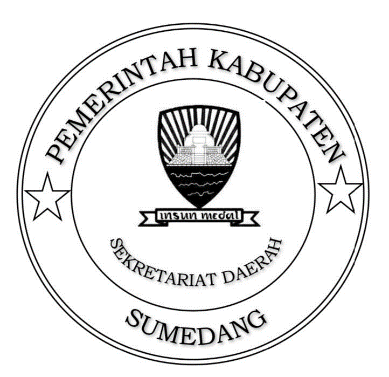 PEMERINTAH KABUPATEN
insun medal
SEKRETARIAT DAERAH
SUMEDANG